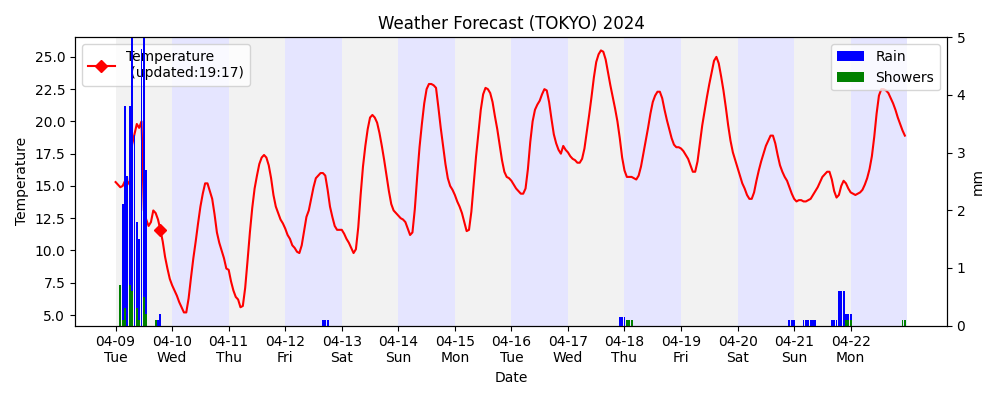 Weather Forecast (TOKYO) 2024
Temperature
(updated:19:17)
Rain
Showers
25.0
22.5
20.0
17.5
15.0
12.5
10.0
7.5
5.0
Temperature
5
4
3
2
1
0
mm
04-09 04-10 04-11 04-12 04-13 04-14 04-15 04-16 04-17 04-18 04-19 04-20 04-21 04-22
Tue Wed Thu Fri Sat Sun Mon Tue Wed Thu Fri Sat Sun Mon
Date